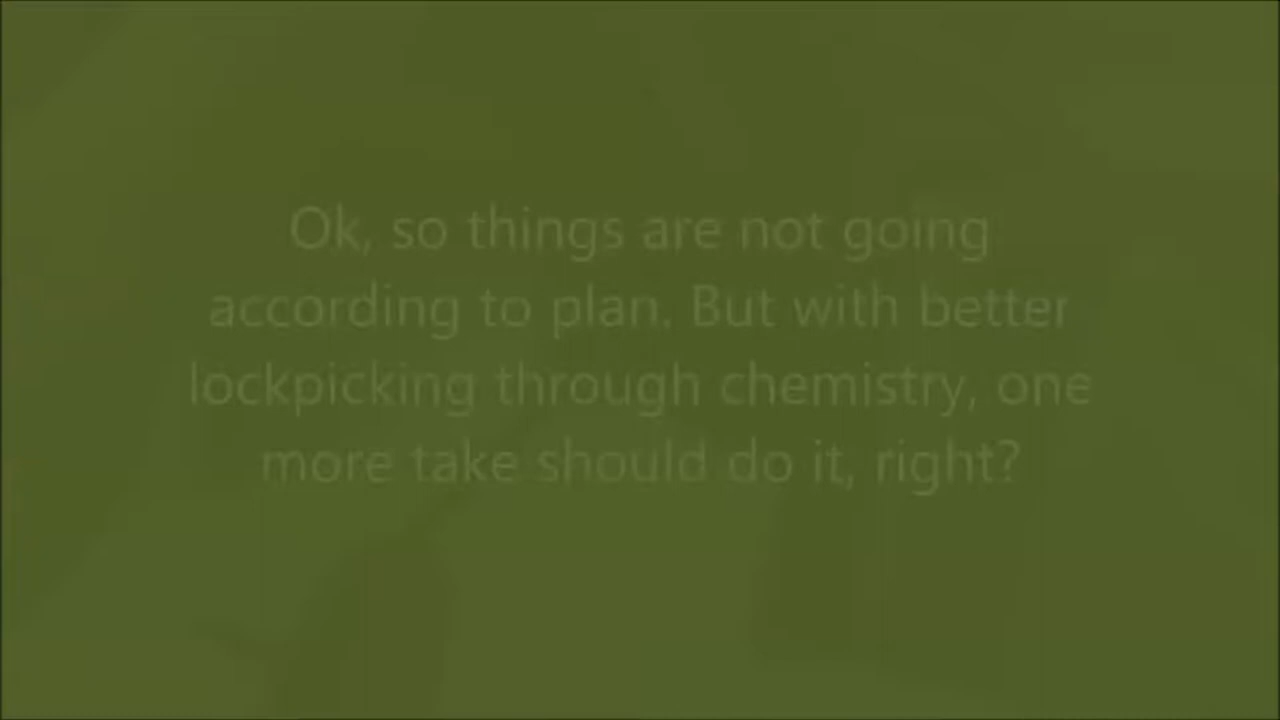 Ok, so things are not going
according to plan. But with better
lockpicking through chemistry, one
more take should do it, right?